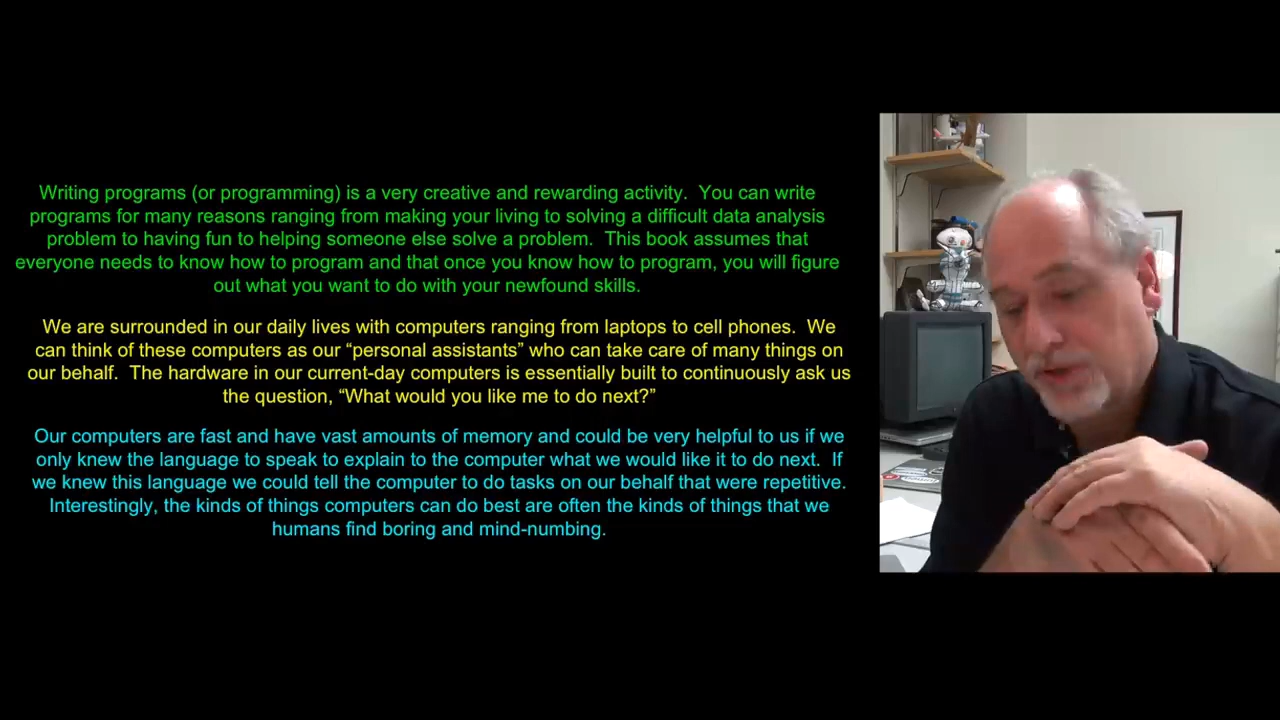 Writing programs (or programming) is a very creative and rewarding activity.  You can write
programs for many reasons ranging from making your living to solving a difficult data analysis
problem to having fun to helping someone else solve a problem.  This book assumes that
everyone needs to know how to program and that once you know how to program, you will figure
out what you want to do with your newfound skills.
We are surrounded in our daily lives with computers ranging from laptops to cell phones.  We
can think of these computers as our “personal assistants” who can take care of many things on
our behalf.  The hardware in our current-day computers is essentially built to continuously ask us
the question, “What would you like me to do next?”
Our computers are fast and have vast amounts of memory and could be very helpful to us if we
only knew the language to speak to explain to the computer what we would like it to do next.  If
we knew this language we could tell the computer to do tasks on our behalf that were repetitive.
Interestingly, the kinds of things computers can do best are often the kinds of things that we
humans find boring and mind-numbing.